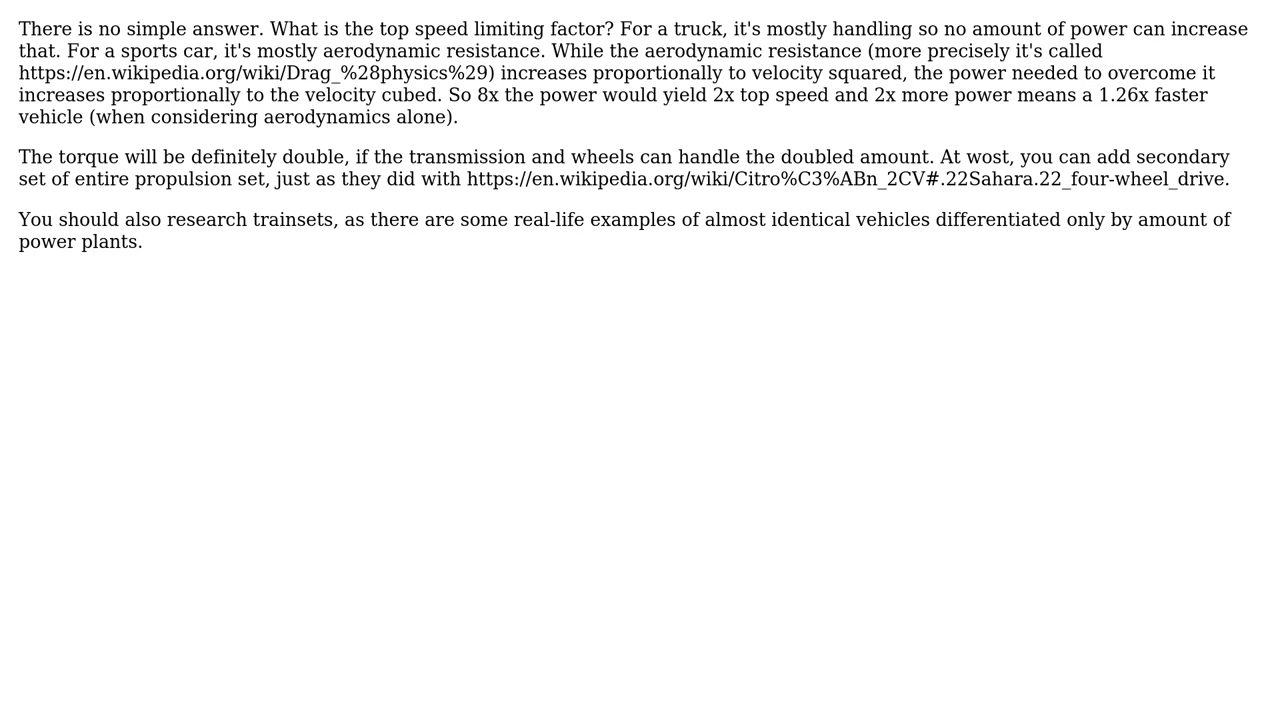 There is no simple answer. What is the top speed limiting factor? For a truck, it's mostly handling so no amount of power can increase
that. For a sports car, it's mostly aerodynamic resistance. While the aerodynamic resistance (more precisely it's called
https://en.wikipedia.org/wiki/Drag_%28physics%29) increases proportionally to velocity squared, the power needed to overcome it
increases proportionally to the velocity cubed. So 8x the power would yield 2x top speed and 2x more power means a 1.26x faster
vehicle (when considering aerodynamics alone).
The torque will be definitely double, if the transmission and wheels can handle the doubled amount. At wost, you can add secondary
set of entire propulsion set, just as they did with https://en.wikipedia.org/wiki/Citro%C3%ABn_2CV#.22Sahara.22_four-wheel_drive.
You should also research trainsets, as there are some real-life examples of almost identical vehicles differentiated only by amount of
power plants.